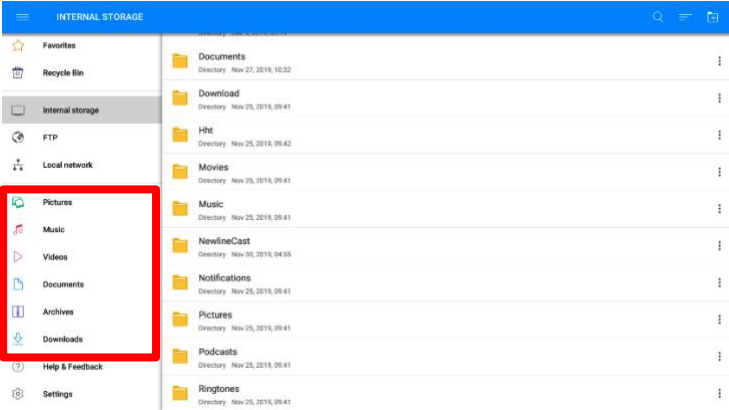 INTERNAL STORAGE
Favorites
Recycle Bin
Internal storage
FTP
Local network
Pictures
Music
Videos
Documents
Archives
Downloads
Help & Feedback
Settings
Documents
Directory Nov 27, 2019, 10:32
Download
Directory Nov 25, 2019, 09:41
Hht
Directory Nov 25, 2019, 09:42
Movies
Directory Nov 25, 2019, 09:41
Music
Directory Nov 25, 2019, 09:41
NewlineCast
Directory Nov 30, 2019, 04:55
Notifications
Directory Nov 25, 2019, 09:41
Pictures
Directory Nov 25, 2019, 09:41
Podcasts
Directory Nov 25, 2019, 09:41
Ringtones
Directory Nov 25, 2019, 09:41